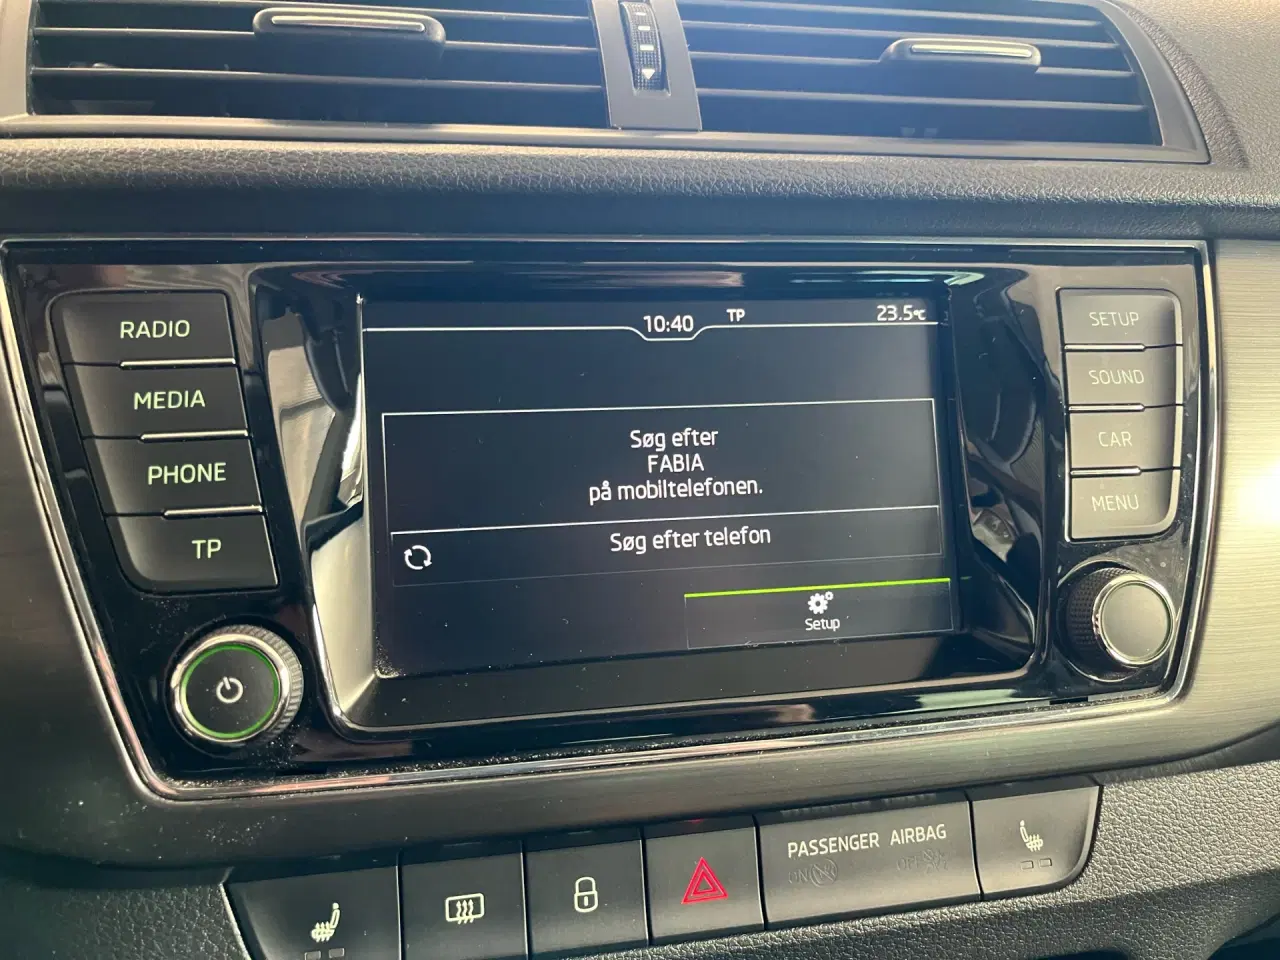 RADIO
MEDIA
PHONE
TP
10:40
TP
23.5°C
Søg efter
FABIA
på mobiltelefonen.
Søg efter telefon
Setup
SETUP
SOUND
CAR
MENU
PASSENGER AIRBAG
ON
OFF